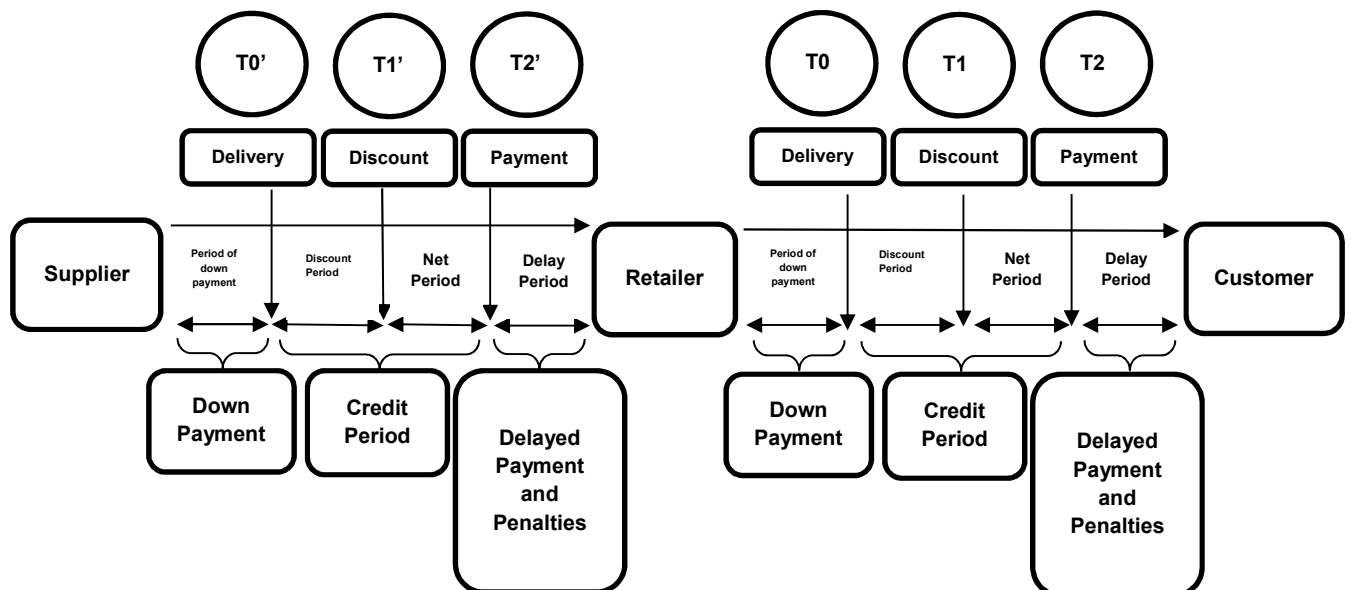 T0’
T1’
T2’
T0
T1
T2
Delivery
Discount
Payment
Delivery
Discount
Payment
Supplier
Period of
down
payment
Discount
Period
Net
Period
Delay
Period
Retailer
Period of
down
payment
Discount
Period
Net
Period
Delay
Period
Customer
Down
Payment
Credit
Period
Delayed
Payment
and
Penalties
Down
Payment
Credit
Period
Delayed
Payment
and
Penalties